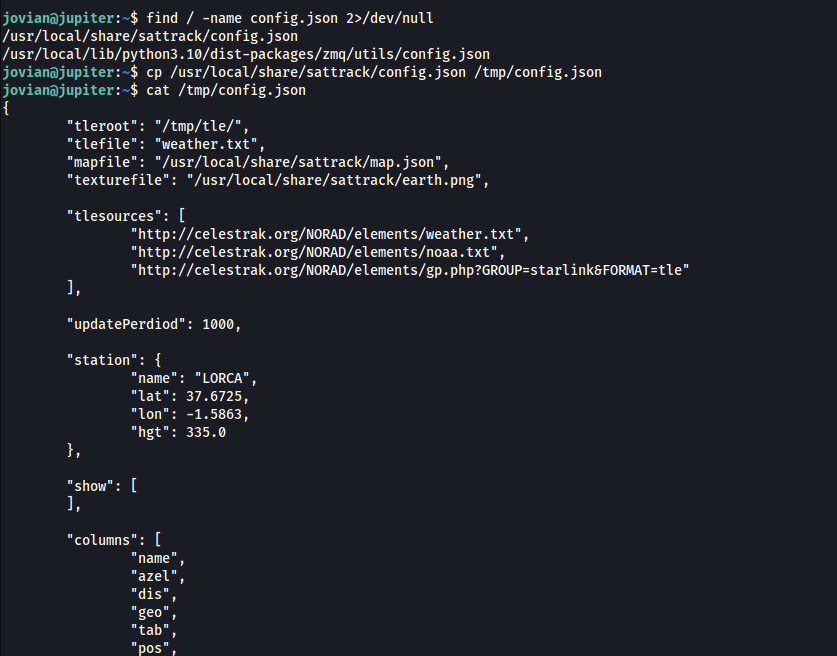 jovian@jupiter:~$ find / -name config.json 2>/dev/null
/usr/local/share/sattrack/config.json
/usr/local/lib/python3.10/dist-packages/zmq/utils/config.json
jovian@jupiter:~$ cp /usr/local/share/sattrack/config.json /tmp/config.json
jovian@jupiter:~$ cat /tmp/config.json
{
"tleroot": "/tmp/tle/",
"tlefile": "weather.txt",
"mapfile": "/usr/local/share/sattrack/map.json",
"texturefile": "/usr/local/share/sattrack/earth.png",
"tlesources": [
"http://celestrak.org/NORAD/elements/weather.txt",
"http://celestrak.org/NORAD/elements/noaa.txt",
"http://celestrak.org/NORAD/elements/gp.php?GROUP=starlink&FORMAT=tle"
],
"updatePerdiod": 1000,
"station": {
"name": "LORCA",
"lat": 37.6725,
"lon": -1.5863,
"hgt": 335.0
},
"show": [
],
"columns": [
"name",
"azel",
"dis",
"geo",
"tab",
"pos",